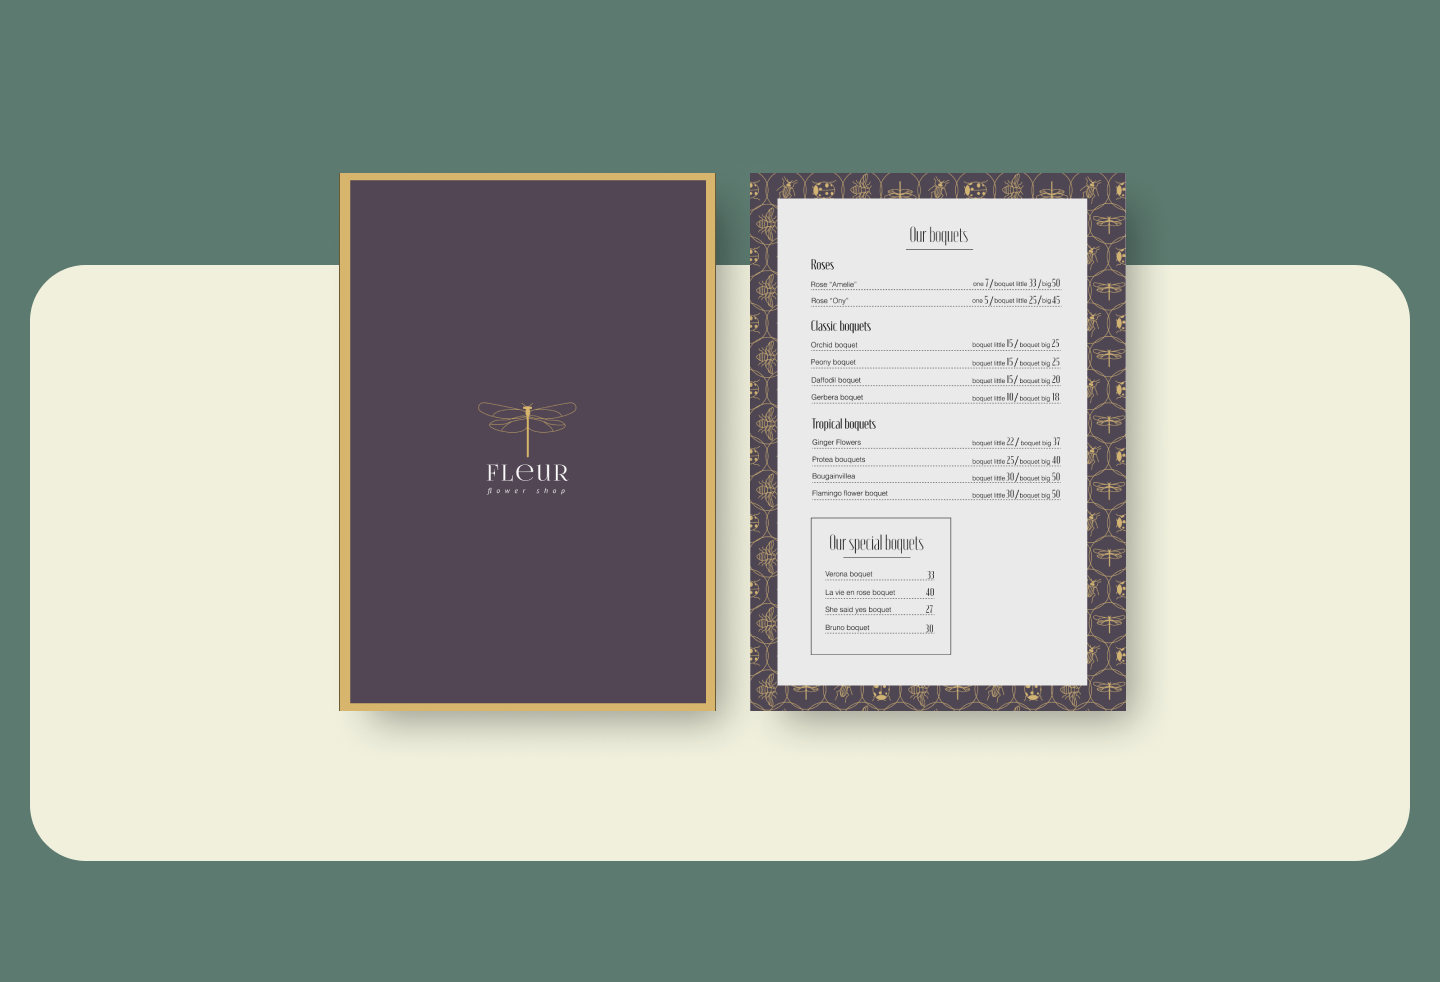 FLEUR
flower shop
Our boquets
Roses
Rose "Amelie" one 7/boquet little 33/big 50
Rose "Ony" one 5/boquet little 25/big 45
Classic boquets
Orchid boquet boquet little 15/boquet big 25
Peony boquet boquet little 15/boquet big 25
Daffodil boquet boquet little 15/boquet big 20
Gerbera boquet boquet little 10/boquet big 18
Tropical boquets
Ginger Flowers boquet little 22/boquet big 37
Protea bouquets boquet little 25/boquet big 40
Bougainvillea boquet little 30/boquet big 50
Flamingo flower boquet boquet little 30/boquet big 50
Our special boquets
Verona boquet 33
La vie en rose boquet 40
She said yes boquet 27
Bruno boquet 30